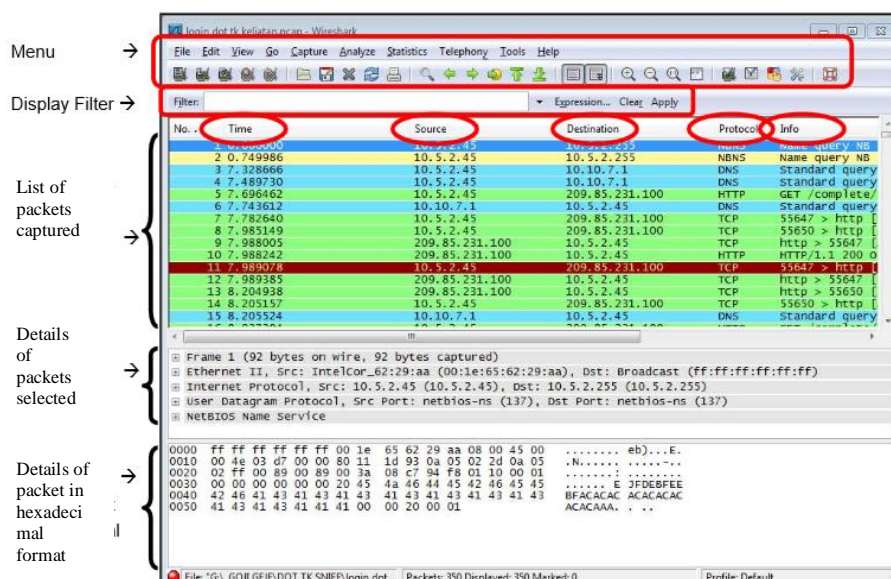 login dot tk keliatan.pcap - Wireshark
Menu →
File Edit View Go Capture Analyze Statistics Telephony Tools Help
Display Filter →
Filter: Expression... Clear Apply
No. . Time Source Destination Protocol Info
1 0.000000 10.5.2.45 10.5.2.255 NBNS Name query NB
2 0.749986 10.5.2.45 10.5.2.255 NBNS Name query NB
3 7.328666 10.5.2.45 10.10.7.1 DNS Standard query
4 7.489730 10.5.2.45 10.10.7.1 DNS Standard query
5 7.696462 10.5.2.45 209.85.231.100 HTTP GET /complete/
6 7.743612 10.10.7.1 10.5.2.45 DNS Standard query
7 7.782640 10.5.2.45 209.85.231.100 TCP 55647 > http [
8 7.985149 10.5.2.45 209.85.231.100 TCP 55650 > http [
9 7.988005 209.85.231.100 10.5.2.45 TCP http > 55647 [
10 7.988242 209.85.231.100 10.5.2.45 HTTP HTTP/1.1 200 O
11 7.989078 10.5.2.45 209.85.231.100 TCP 55647 > http [
12 7.989385 209.85.231.100 10.5.2.45 TCP http > 55647 [
13 8.204938 209.85.231.100 10.5.2.45 TCP http > 55650 [
14 8.205157 10.5.2.45 209.85.231.100 TCP 55650 > http [
15 8.205524 10.10.7.1 10.5.2.45 DNS Standard query
List of
packets
captured
→
Details
of
packets
selected
→
Frame 1 (92 bytes on wire, 92 bytes captured)
Ethernet II, Src: IntelCor_62:29:aa (00:1e:65:62:29:aa), Dst: Broadcast (ff:ff:ff:ff:ff:ff)
Internet Protocol, Src: 10.5.2.45 (10.5.2.45), Dst: 10.5.2.255 (10.5.2.255)
User Datagram Protocol, Src Port: netbios-ns (137), Dst Port: netbios-ns (137)
NetBIOS Name Service
Details of
packet in
hexadeci
mal
format
→
0000 ff ff ff ff ff ff 00 1e 65 62 29 aa 08 00 45 00 ........ eb)...E.
0010 00 4e 03 d7 00 00 80 11 1d 93 0a 05 02 2d 0a 05 .N...... .....-..
0020 02 ff 00 89 00 89 00 3a 08 c7 94 f8 01 10 00 01 .......: ........
0030 00 00 00 00 00 00 20 45 4a 46 44 45 42 46 45 45 ...... E JFDEBFEE
0040 42 46 41 43 41 43 41 43 41 43 41 43 41 43 41 43 BFACACAC ACACACAC
0050 41 43 41 43 41 41 41 00 00 20 00 01 ACACAAA. . ..
Packets: 350 Displayed: 350 Marked: 0 Profile: Default